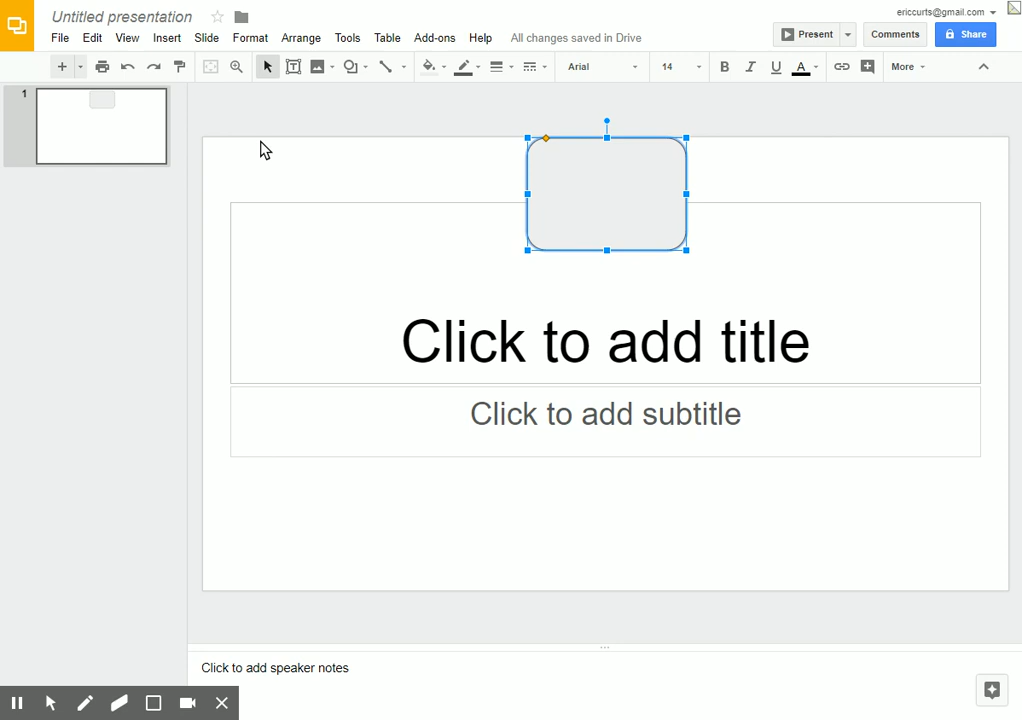 Untitled presentation
ericcurts@gmail.com
File Edit View Insert Slide Format Arrange Tools Table Add-ons Help All changes saved in Drive
Present Comments Share
Arial 14 B I U A More
1
Click to add title
Click to add subtitle
Click to add speaker notes